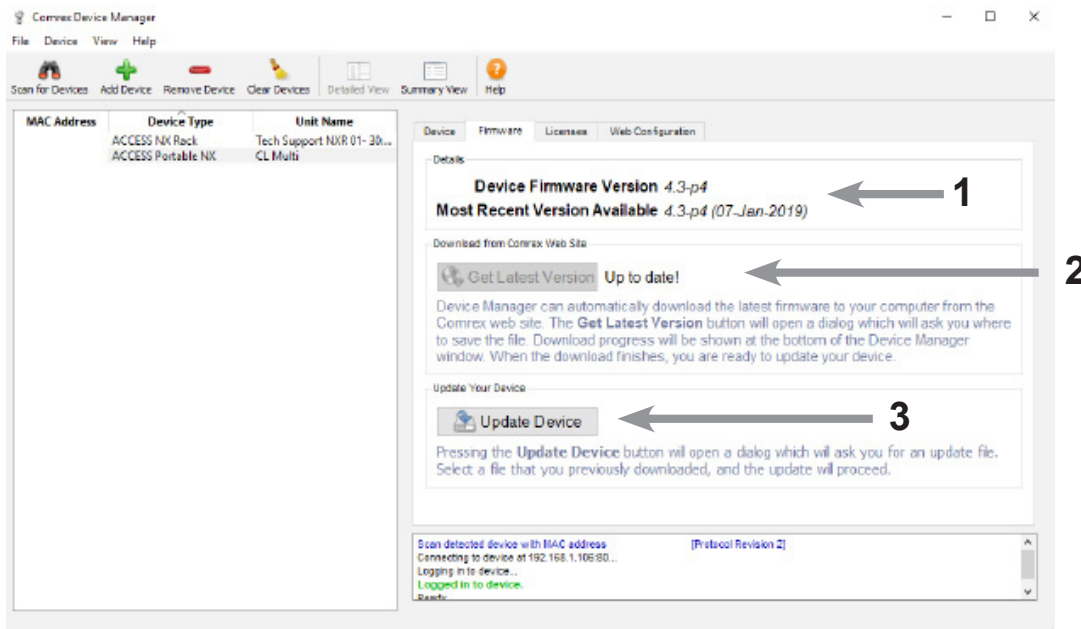 Comrex Device Manager
File Device View Help
Scan for Devices Add Device Remove Device Clear Devices Detailed View Summary View Help
MAC Address Device Type Unit Name
ACCESS NX Rack Tech Support NXR 01- 30...
ACCESS Portable NX CL Multi
Device Firmware Licenses Web Configuration
Details
Device Firmware Version 4.3-p4
Most Recent Version Available 4.3-p4 (07-Jan-2019)
1
Download from Comrex Web Site
Get Latest Version Up to date!
2
Device Manager can automatically download the latest firmware to your computer from the
Comrex web site. The Get Latest Version button will open a dialog which will ask you where
to save the file. Download progress will be shown at the bottom of the Device Manager
window. When the download finishes, you are ready to update your device.
Update Your Device
Update Device
3
Pressing the Update Device button will open a dialog which will ask you for an update file.
Select a file that you previously downloaded, and the update will proceed.
Scan detected device with MAC address [Protocol Revision 2]
Connecting to device at 192.168.1.106:80...
Logging in to device...
Logged in to device.
Ready